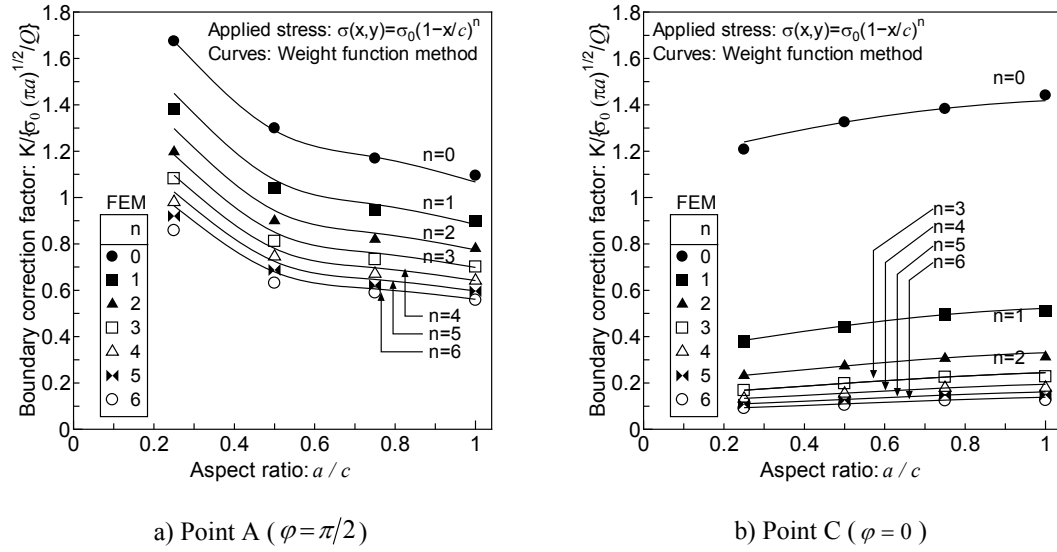 a)
Applied stress: σ(x,y)=σ₀(1−x/c)ⁿ
Curves: Weight function method
Boundary correction factor: K/{σ₀ (πa)^1/2/Q}
1.8
1.6
1.4
1.2
1
0.8
0.6
0.4
0.2
0
n=0
n=1
n=2
n=3
n=4
n=5
n=6
FEM
n
0
1
2
3
4
5
6
0 0.2 0.4 0.6 0.8 1
Aspect ratio: a / c
a) Point A ( φ=π/2)
b)
Applied stress: σ(x,y)=σ₀(1−x/c)ⁿ
Curves: Weight function method
Boundary correction factor: K/{σ₀ (πa)^1/2/Q}
1.8
1.6
1.4
1.2
1
0.8
0.6
0.4
0.2
0
n=0
n=3
n=4
n=5
n=6
n=1
n=2
FEM
n
0
1
2
3
4
5
6
0 0.2 0.4 0.6 0.8 1
Aspect ratio: a / c
b) Point C ( φ=0 )